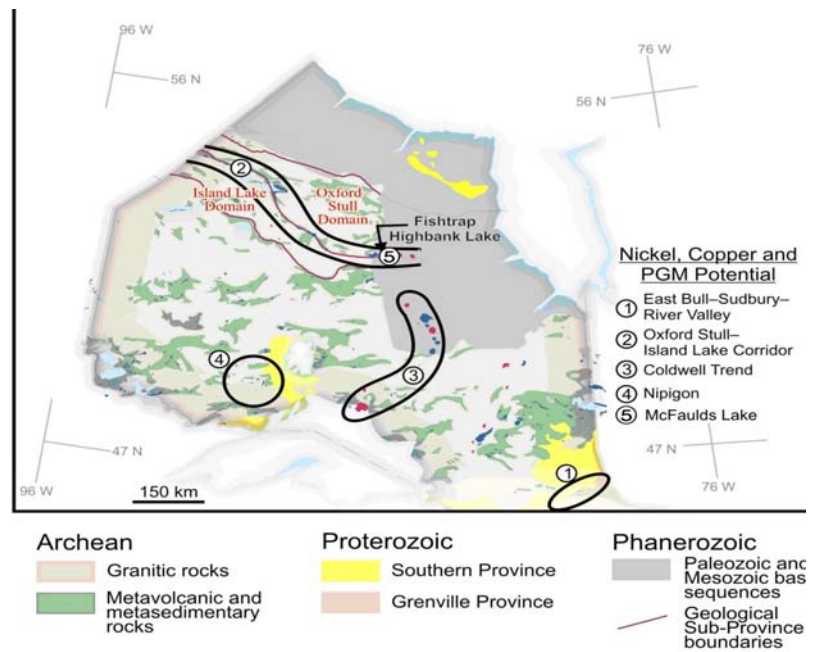 96 W
76 W
56 N
56 N
2
Island Lake
Domain
Oxford
Stull
Domain
Fishtrap
Highbank Lake
5
Nickel, Copper and
PGM Potential
1 East Bull–Sudbury–
River Valley
2 Oxford Stull–
Island Lake Corridor
3 Coldwell Trend
4 Nipigon
5 McFaulds Lake
4
3
47 N
47 N
1
96 W
76 W
150 km
Archean
Granitic rocks
Metavolcanic and
metasedimentary
rocks
Proterozoic
Southern Province
Grenville Province
Phanerozoic
Paleozoic and
Mesozoic bas
sequences
Geological
Sub-Province
boundaries